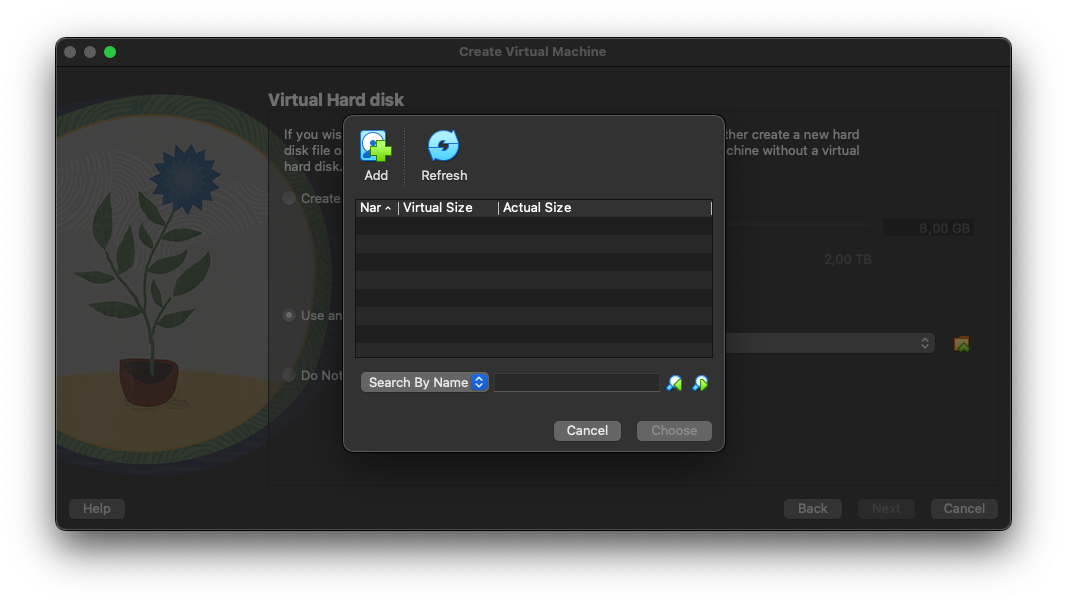 Create Virtual Machine
Virtual Hard disk
If you wis
ther create a new hard
disk file o
chine without a virtual
hard disk.
Add
Refresh
Create
Nar
Virtual Size
Actual Size
8,00 GB
2,00 TB
Use an
Do Not
Search By Name
Cancel
Choose
Help
Back
Next
Cancel